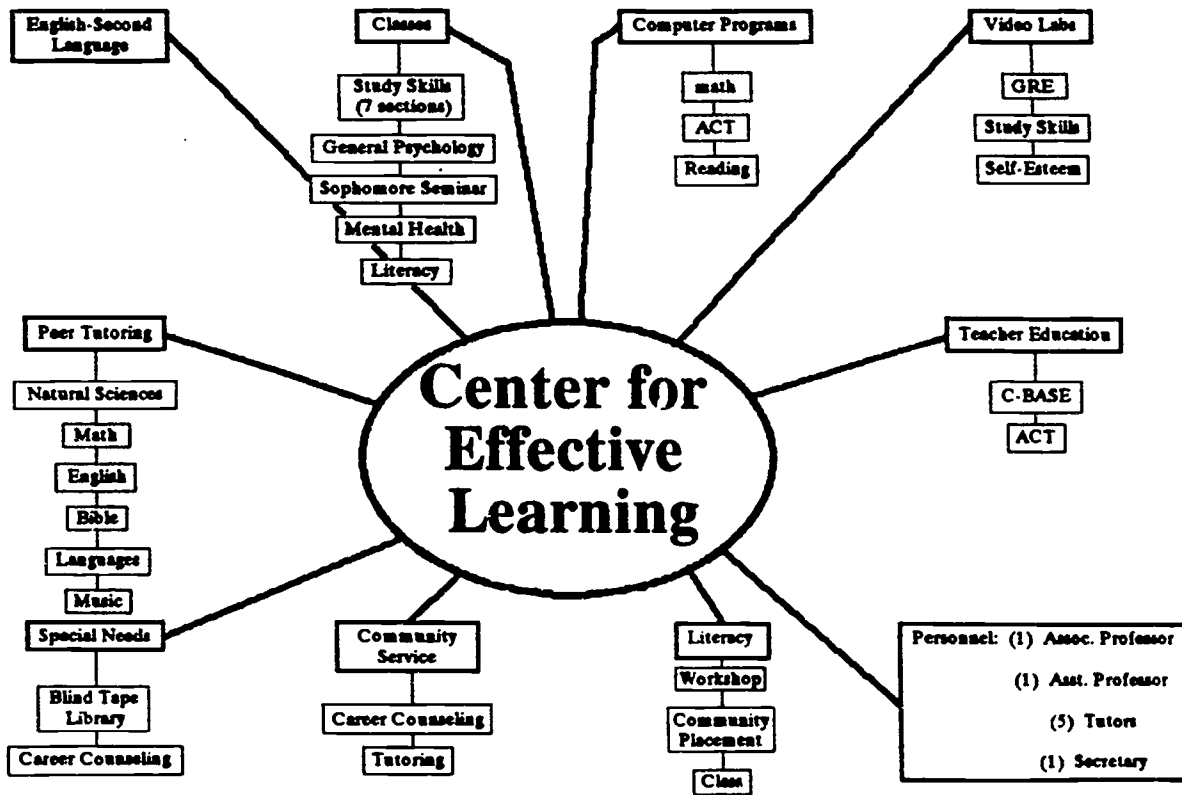 English-Second
Language
Classes
Study Skills
(7 sections)
General Psychology
Sophomore Seminar
Mental Health
Literacy
Computer Programs
math
ACT
Reading
Video Labs
GRE
Study Skills
Self-Esteem
Peer Tutoring
Natural Sciences
Math
English
Bible
Languages
Music
Center for
Effective
Learning
Teacher Education
C-BASE
ACT
Special Needs
Blind Tape
Library
Career Counseling
Community
Service
Career Counseling
Tutoring
Literacy
Workshop
Community
Placement
Class
Personnel: (1) Assoc. Professor
(1) Asst. Professor
(5) Tutors
(1) Secretary